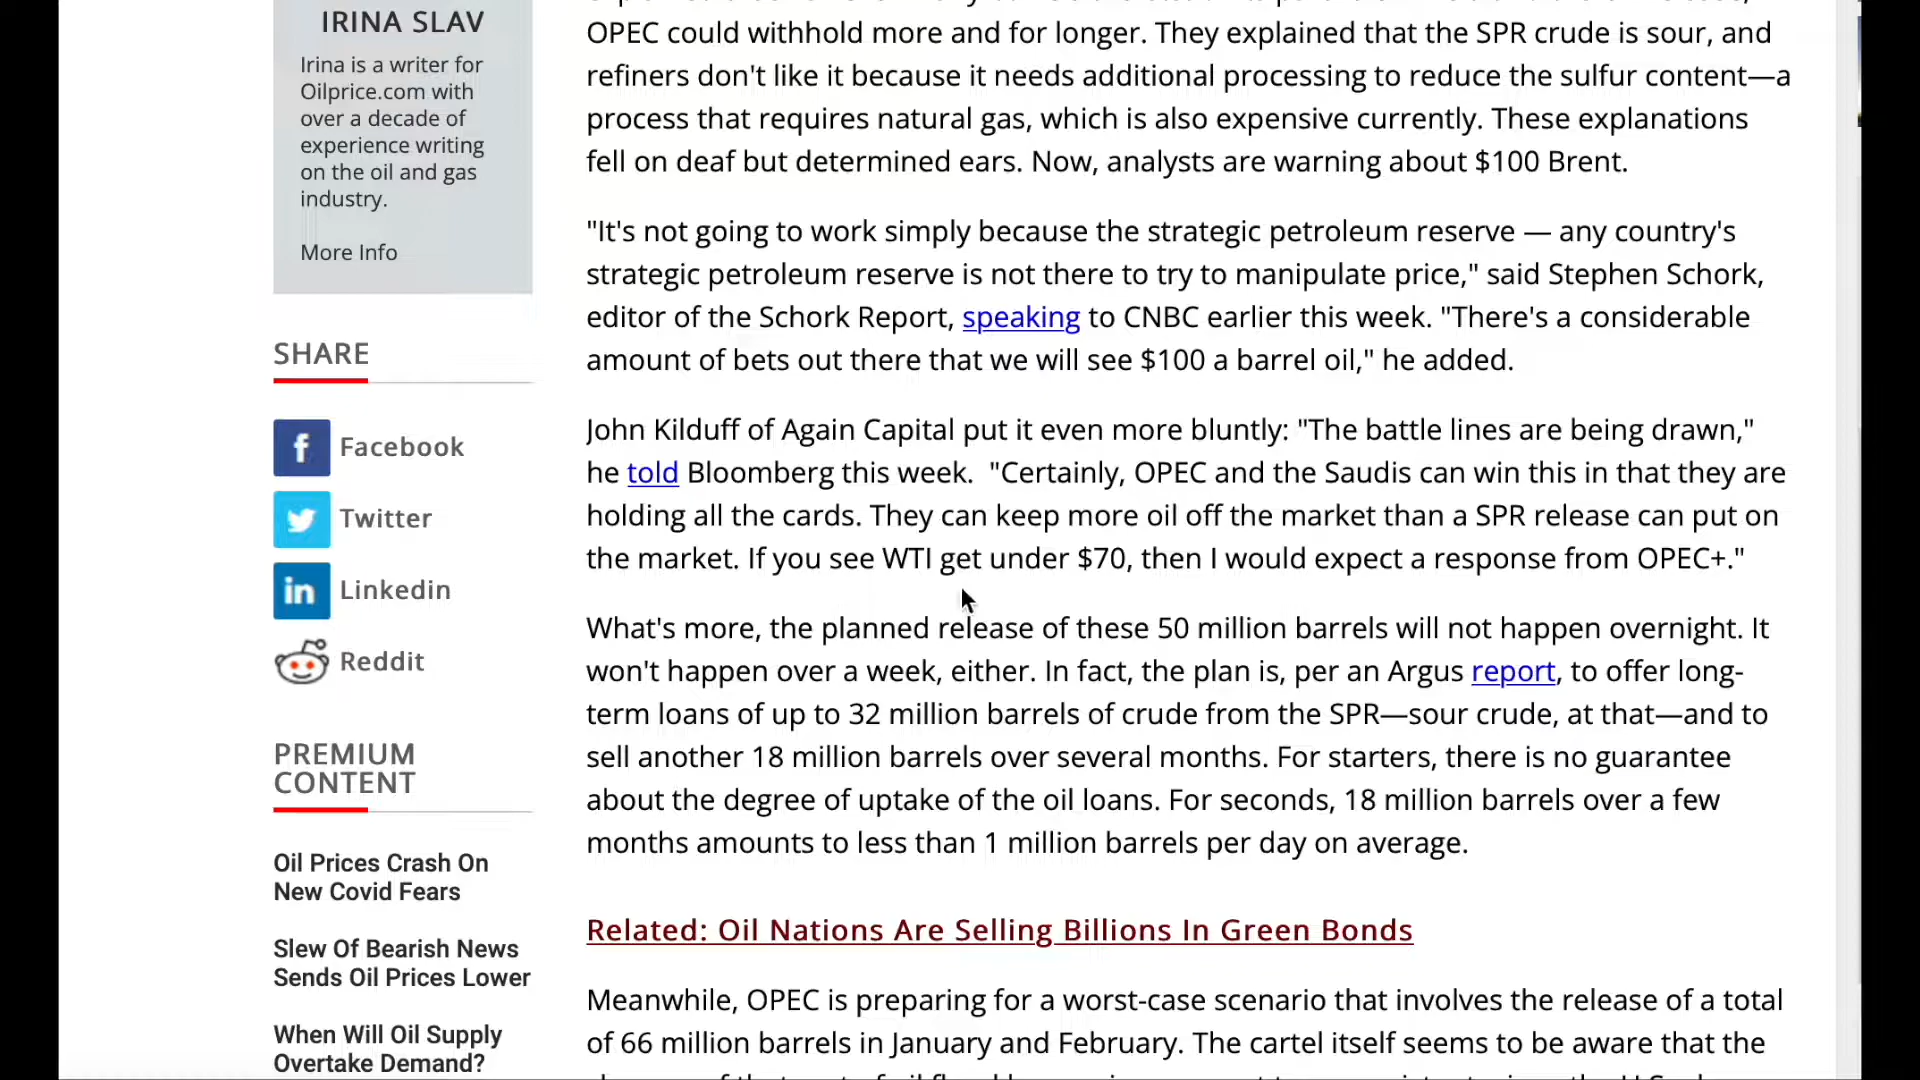 IRINA SLAV
Irina is a writer for
Oilprice.com with
over a decade of
experience writing
on the oil and gas
industry.
More Info
SHARE
Facebook
Twitter
Linkedin
Reddit
PREMIUM
CONTENT
Oil Prices Crash On
New Covid Fears
Slew Of Bearish News
Sends Oil Prices Lower
When Will Oil Supply
Overtake Demand?
OPEC could withhold more and for longer. They explained that the SPR crude is sour, and
refiners don't like it because it needs additional processing to reduce the sulfur content—a
process that requires natural gas, which is also expensive currently. These explanations
fell on deaf but determined ears. Now, analysts are warning about $100 Brent.
"It's not going to work simply because the strategic petroleum reserve — any country's
strategic petroleum reserve is not there to try to manipulate price," said Stephen Schork,
editor of the Schork Report, speaking to CNBC earlier this week. "There's a considerable
amount of bets out there that we will see $100 a barrel oil," he added.
John Kilduff of Again Capital put it even more bluntly: "The battle lines are being drawn,"
he told Bloomberg this week. "Certainly, OPEC and the Saudis can win this in that they are
holding all the cards. They can keep more oil off the market than a SPR release can put on
the market. If you see WTI get under $70, then I would expect a response from OPEC+."
What's more, the planned release of these 50 million barrels will not happen overnight. It
won't happen over a week, either. In fact, the plan is, per an Argus report, to offer long-
term loans of up to 32 million barrels of crude from the SPR—sour crude, at that—and to
sell another 18 million barrels over several months. For starters, there is no guarantee
about the degree of uptake of the oil loans. For seconds, 18 million barrels over a few
months amounts to less than 1 million barrels per day on average.
Related: Oil Nations Are Selling Billions In Green Bonds
Meanwhile, OPEC is preparing for a worst-case scenario that involves the release of a total
of 66 million barrels in January and February. The cartel itself seems to be aware that the